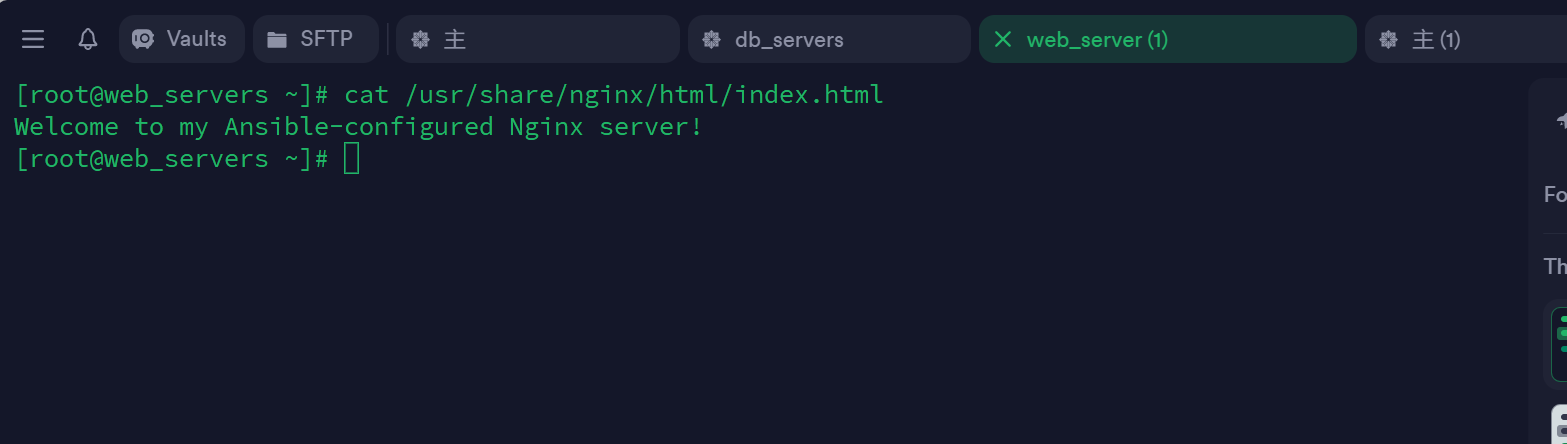 Vaults SFTP 主 db_servers web_server (1) 主 (1)
[root@web_servers ~]# cat /usr/share/nginx/html/index.html
Welcome to my Ansible-configured Nginx server!
[root@web_servers ~]#
Fo
Th